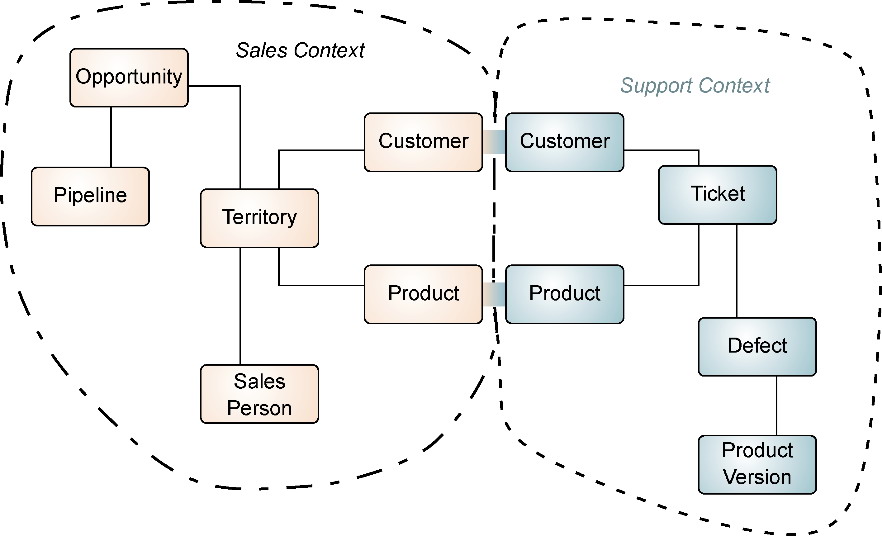 Sales Context
Opportunity
Support Context
Customer
Customer
Pipeline
Ticket
Territory
Product
Product
Defect
Sales
Person
Product
Version